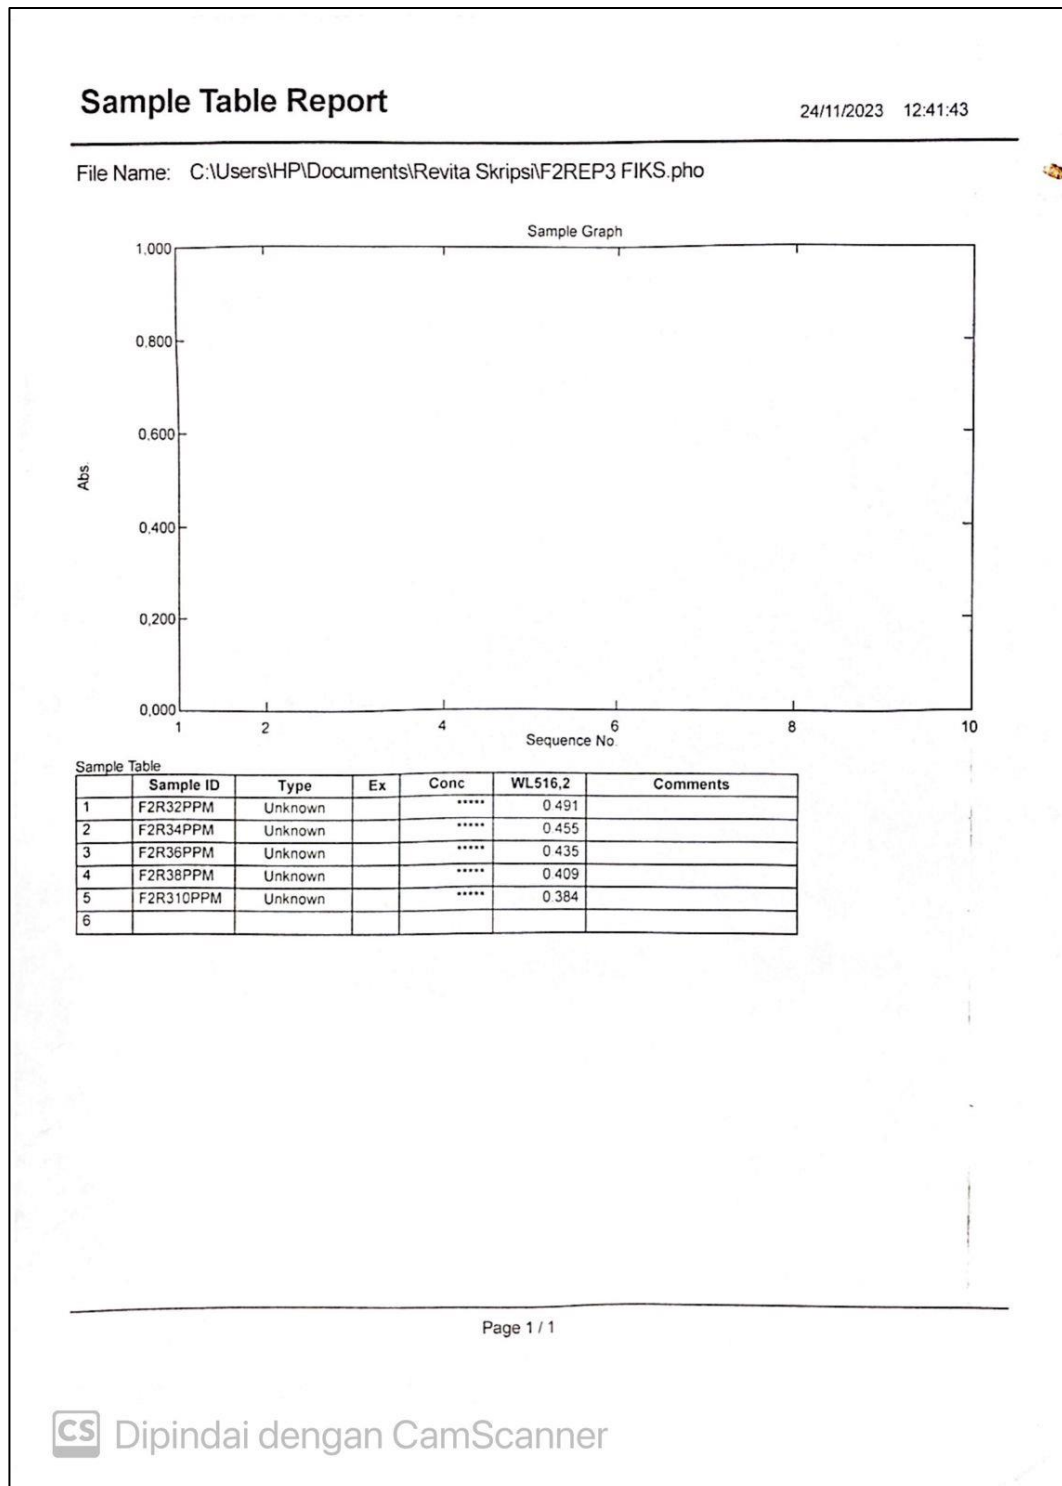 Sample Table Report 24/11/2023 12:41:43
File Name: C:\Users\HP\Documents\Revita Skripsi\F2REP3 FIKS.pho
Sample Graph
1,000
0,800
0,600
Abs.
0,400
0,200
0,000
1 2 4 6 8 10
Sequence No.
Sample Table
Sample ID Type Ex Conc WL516,2 Comments
1 F2R32PPM Unknown ***** 0.491
2 F2R34PPM Unknown ***** 0.455
3 F2R36PPM Unknown ***** 0.435
4 F2R38PPM Unknown ***** 0.409
5 F2R310PPM Unknown ***** 0.384
6
Page 1 / 1
CS Dipindai dengan CamScanner